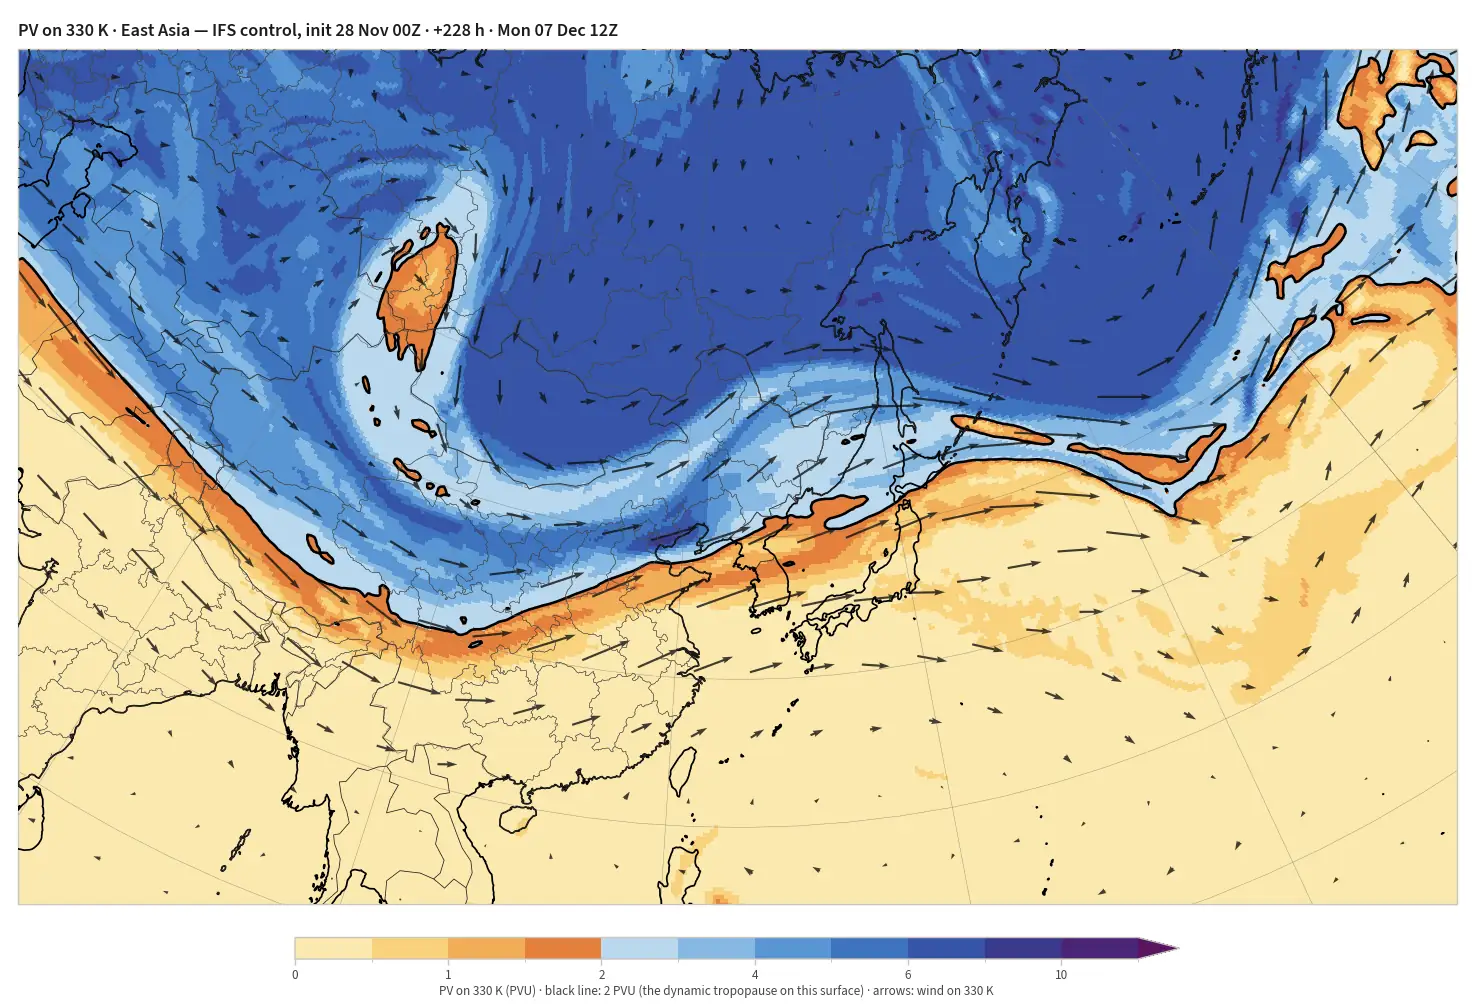 PV on 330 K · East Asia — IFS control, init 28 Nov 00Z · +228 h · Mon 07 Dec 12Z
0 1 2 4 6 10
PV on 330 K (PVU) · black line: 2 PVU (the dynamic tropopause on this surface) · arrows: wind on 330 K